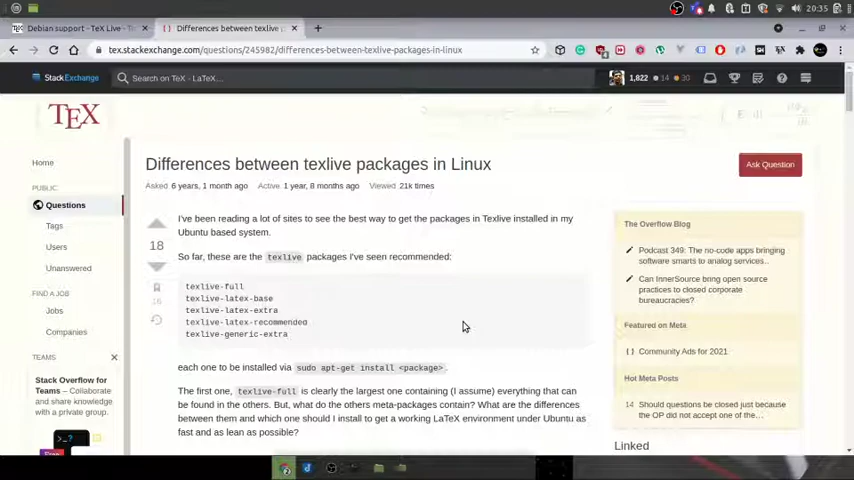 20:35
Debian support – TeX Live -
Differences between texlive pac
tex.stackexchange.com/questions/245982/differences-between-texlive-packages-in-linux
StackExchange
Search on TeX - LaTeX...
1,822 14 30
TEX
Home
PUBLIC
Questions
Tags
Users
Unanswered
FIND A JOB
Jobs
Companies
TEAMS
Stack Overflow for
Teams – Collaborate
and share knowledge
with a private group.
>_?
Free
Differences between texlive packages in Linux
Ask Question
Asked 6 years, 1 month ago Active 1 year, 8 months ago Viewed 21k times
18
16
I've been reading a lot of sites to see the best way to get the packages in Texlive installed in my
Ubuntu based system.
So far, these are the texlive packages I've seen recommended:
texlive-full
texlive-latex-base
texlive-latex-extra
texlive-latex-recommended
texlive-generic-extra
each one to be installed via sudo apt-get install <package>.
The first one, texlive-full is clearly the largest one containing (I assume) everything that can
be found in the others. But, what do the others meta-packages contain? What are the differences
between them and which one should I install to get a working LaTeX environment under Ubuntu as
fast and as lean as possible?
The Overflow Blog
Podcast 349: The no-code apps bringing
software smarts to analog services..
Can InnerSource bring open source
practices to closed corporate
bureaucracies?
Featured on Meta
Community Ads for 2021
Hot Meta Posts
14 Should questions be closed just because
the OP did not accept one of the...
Linked